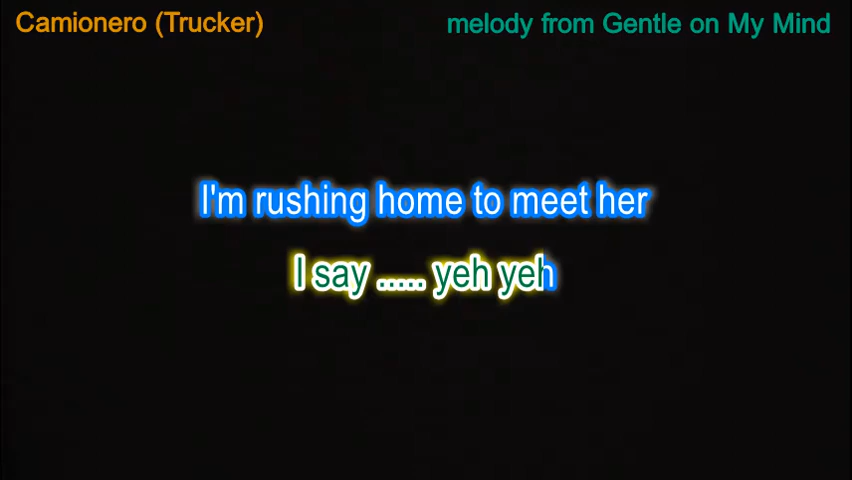 Camionero (Trucker)
melody from Gentle on My Mind
I'm rushing home to meet her
I say ..... yeh yeh